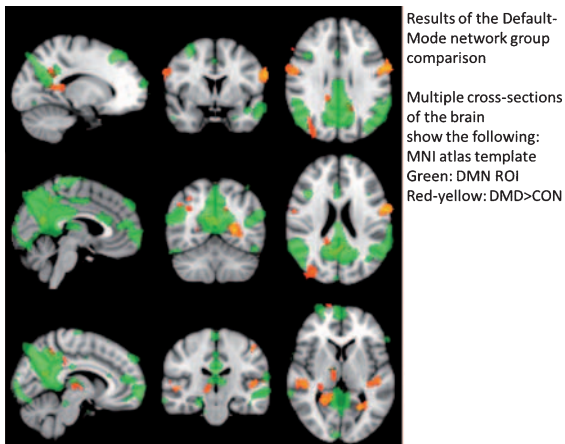 Results of the Default-
Mode network group
comparison
Multiple cross-sections
of the brain
show the following:
MNI atlas template
Green: DMN ROI
Red-yellow: DMD>CON